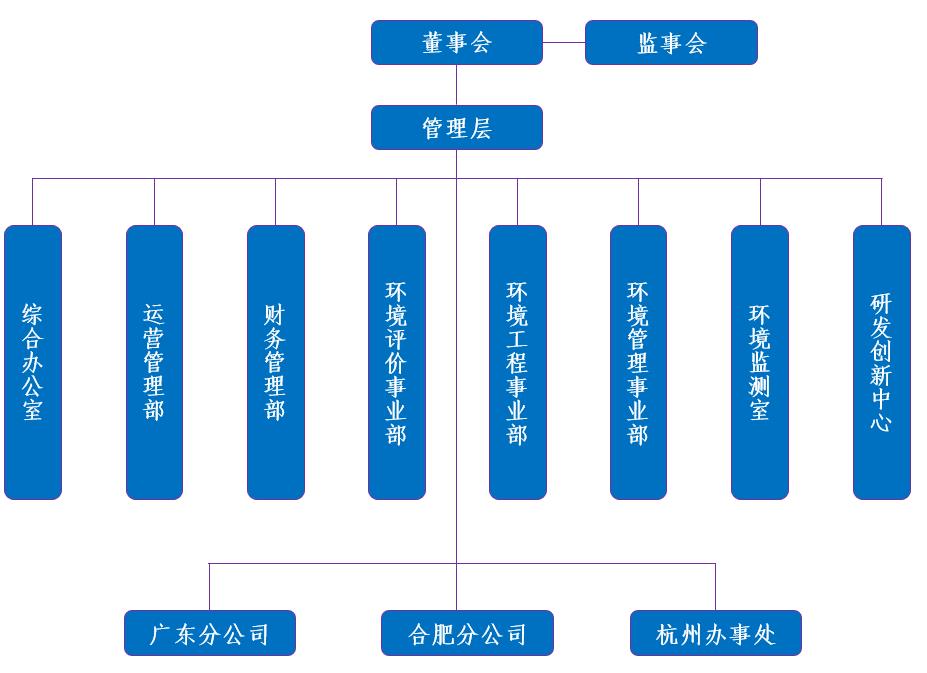 董事会
监事会
管理层
综合办公室
运营管理部
财务管理部
环境评价事业部
环境工程事业部
环境管理事业部
环境监测室
研发创新中心
广东分公司
合肥分公司
杭州办事处